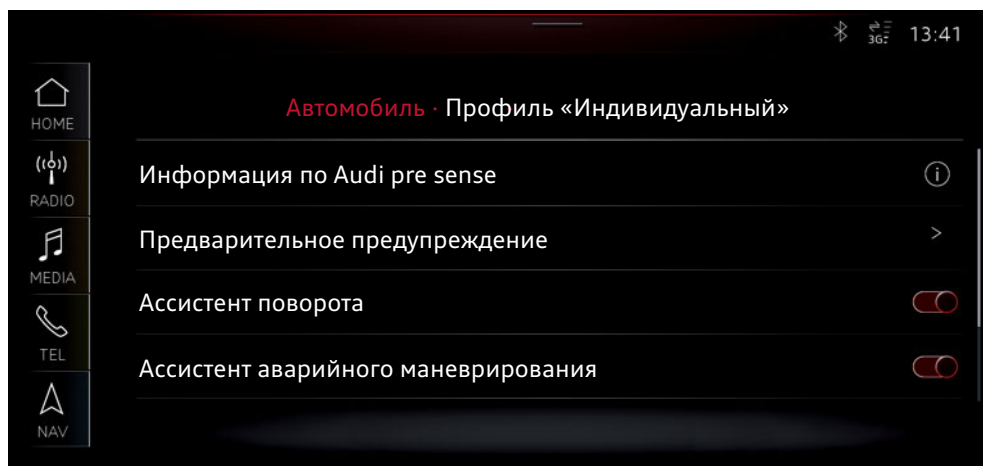 3G 13:41
HOME
Автомобиль · Профиль «Индивидуальный»
RADIO
Информация по Audi pre sense
MEDIA
Предварительное предупреждение >
TEL
Ассистент поворота
NAV
Ассистент аварийного маневрирования